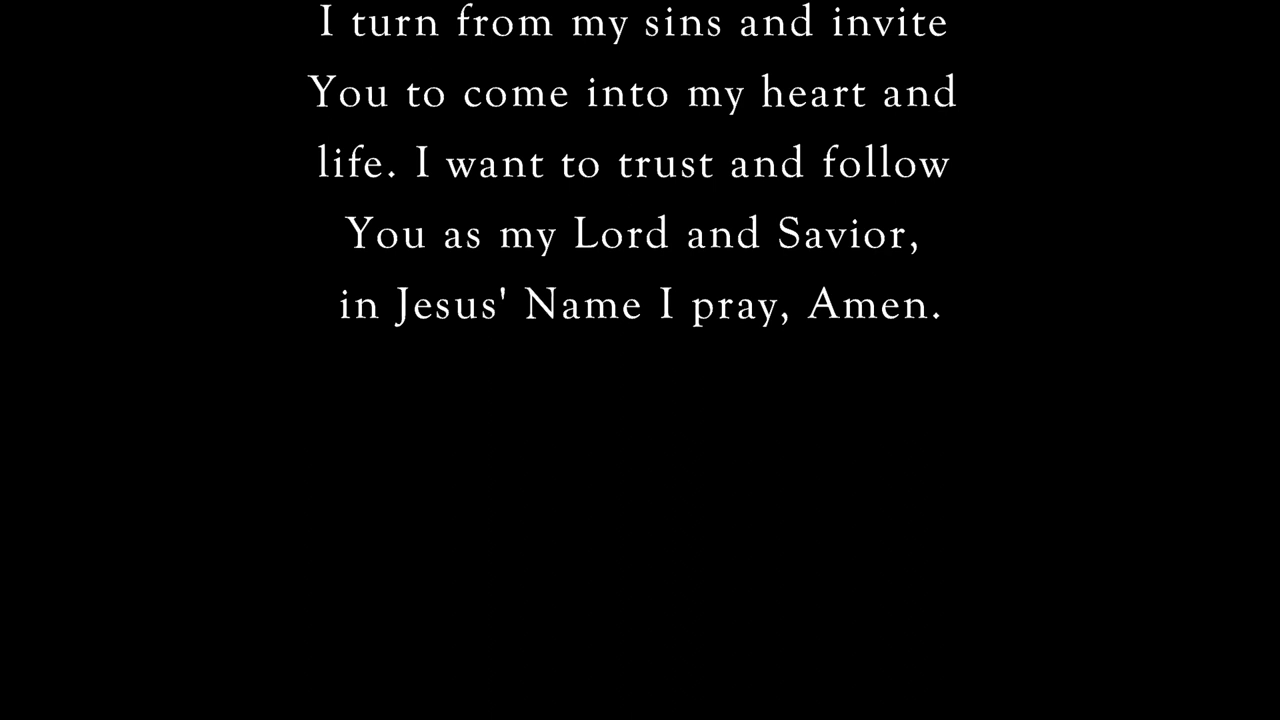 I turn from my sins and invite
You to come into my heart and
life. I want to trust and follow
You as my Lord and Savior,
in Jesus' Name I pray, Amen.